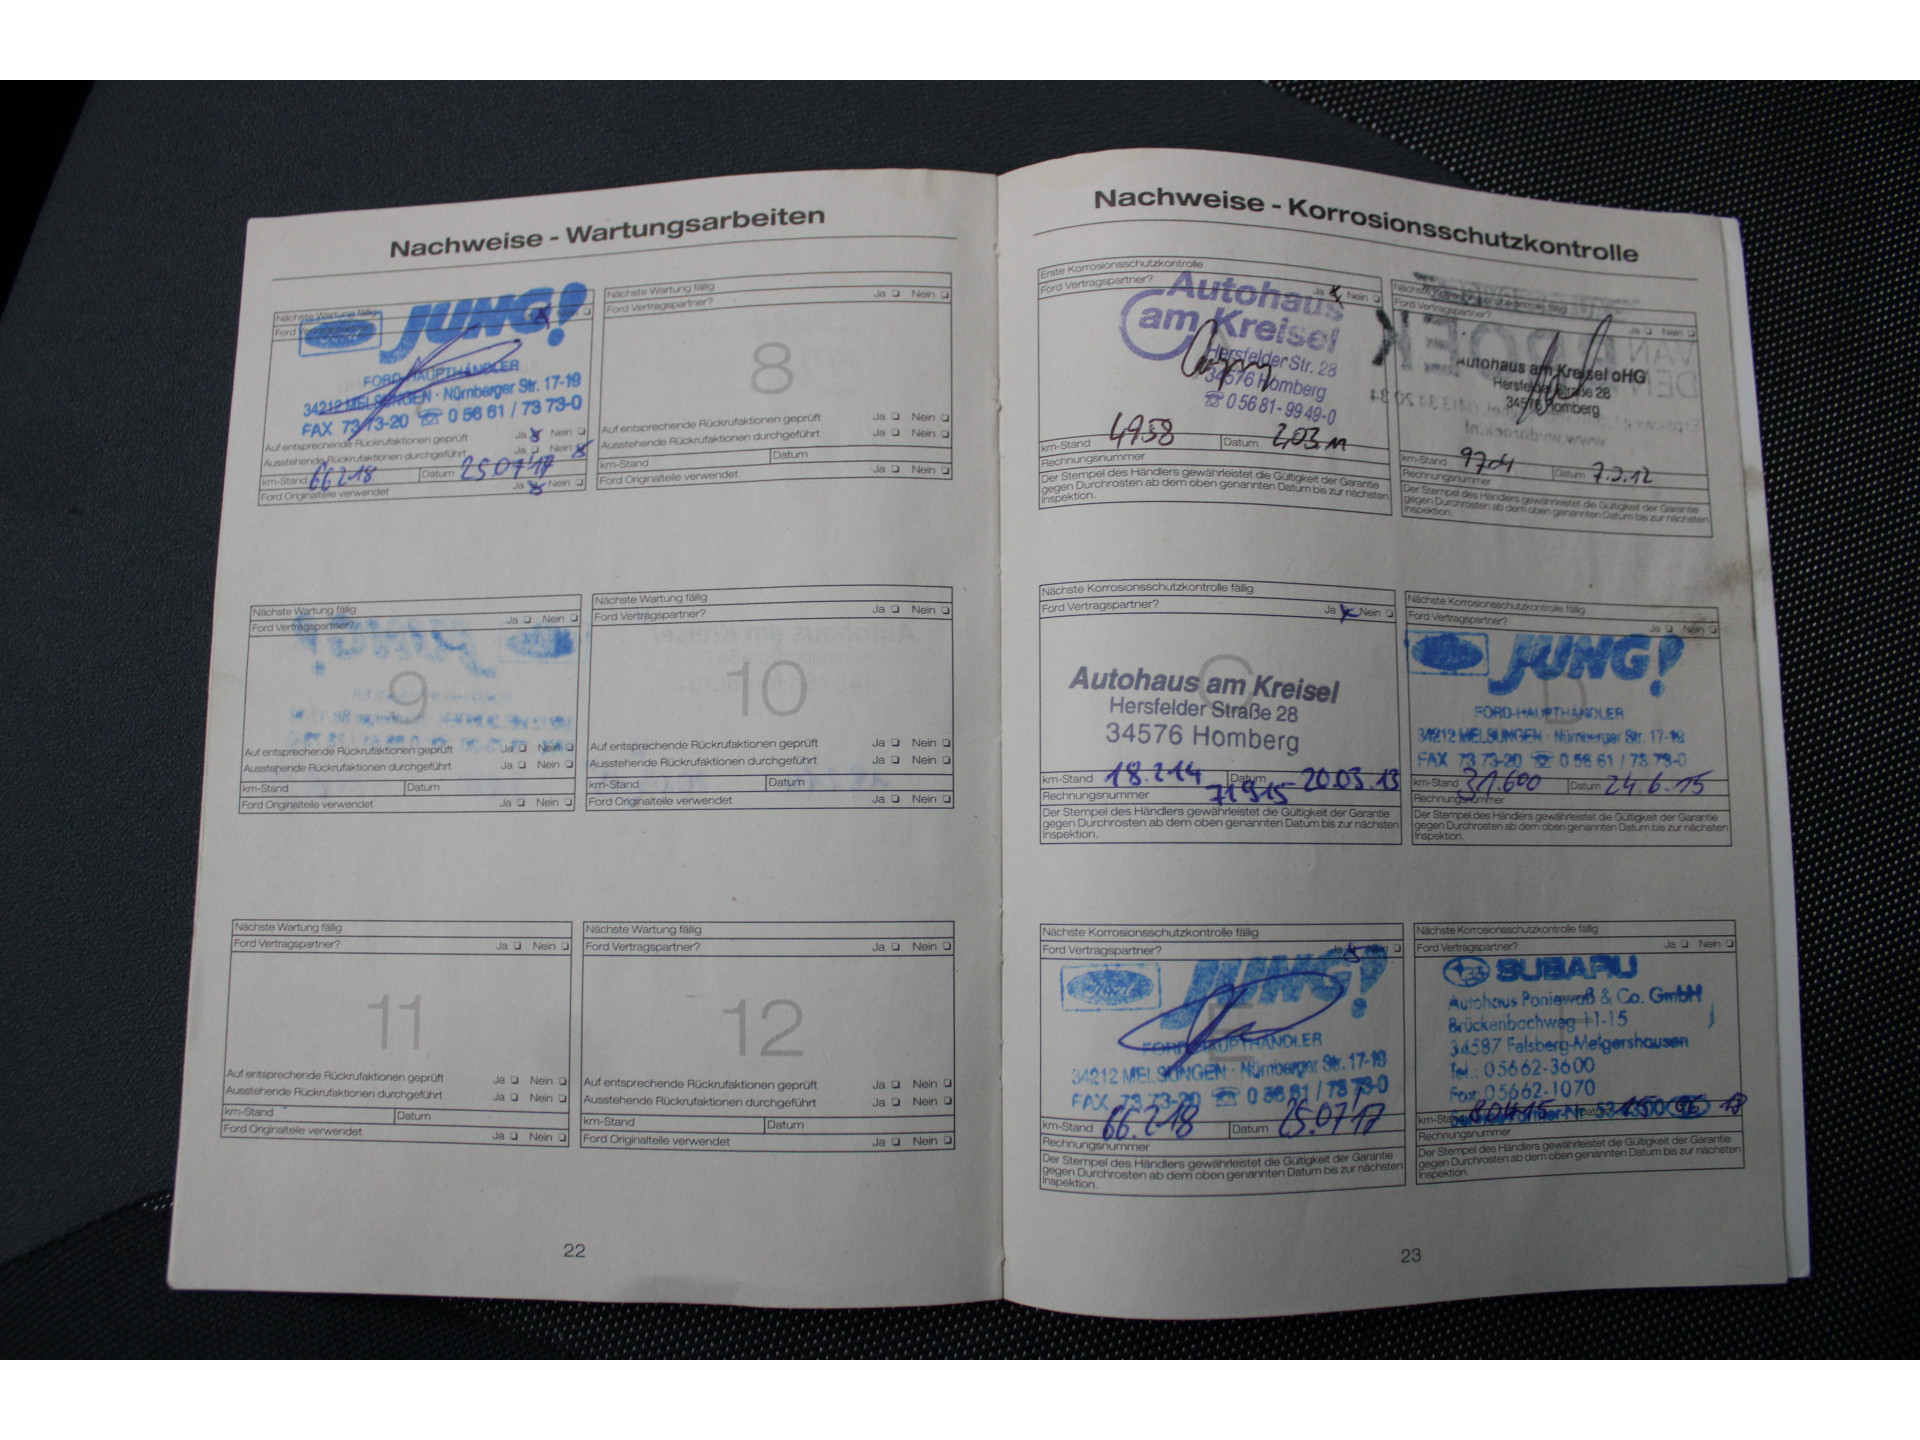 Nachweise - Wartungsarbeiten
Nächste Wartung fällig
Ford
JUNG!
FORD-HAUPTHÄNDLER
34212 MELSUNGEN · Nürnberger Str. 17-19
FAX 73 73-20 ☎ 0 56 61 / 73 73-0
Auf entsprechende Rückrufaktionen geprüft Ja Nein
Ausstehende Rückrufaktionen durchgeführt Ja Nein
km-Stand 66218 Datum 25.07.17
Ford Originalteile verwendet Ja Nein
Nächste Wartung fällig
Ford Vertragspartner? Ja Nein
8
Auf entsprechende Rückrufaktionen geprüft Ja Nein
Ausstehende Rückrufaktionen durchgeführt Ja Nein
km-Stand Datum
Ford Originalteile verwendet Ja Nein
Nächste Wartung fällig
Ford Vertragspartner? Ja Nein
9
Auf entsprechende Rückrufaktionen geprüft Ja Nein
Ausstehende Rückrufaktionen durchgeführt Ja Nein
km-Stand Datum
Ford Originalteile verwendet Ja Nein
Nächste Wartung fällig
Ford Vertragspartner? Ja Nein
10
Auf entsprechende Rückrufaktionen geprüft Ja Nein
Ausstehende Rückrufaktionen durchgeführt Ja Nein
km-Stand Datum
Ford Originalteile verwendet Ja Nein
Nächste Wartung fällig
Ford Vertragspartner? Ja Nein
11
Auf entsprechende Rückrufaktionen geprüft Ja Nein
Ausstehende Rückrufaktionen durchgeführt Ja Nein
km-Stand Datum
Ford Originalteile verwendet Ja Nein
Nächste Wartung fällig
Ford Vertragspartner? Ja Nein
12
Auf entsprechende Rückrufaktionen geprüft Ja Nein
Ausstehende Rückrufaktionen durchgeführt Ja Nein
km-Stand Datum
Ford Originalteile verwendet Ja Nein
22
Nachweise - Korrosionsschutzkontrolle
Erste Korrosionsschutzkontrolle
Ford Vertragspartner? Ja Nein
Autohaus
am Kreisel
Hersfelder Str. 28
34576 Homberg
☎ 0 56 81 - 99 49-0
km-Stand 4958 Datum 2.03.11
Rechnungsnummer
Der Stempel des Händlers gewährleistet die Gültigkeit der Garantie
gegen Durchrosten ab dem oben genannten Datum bis zur nächsten
Inspektion.
Ford Vertragspartner? Ja Nein
Autohaus am Kreisel oHG
Hersfelder Straße 28
34576 Homberg
km-Stand 9704 Datum 7.3.12
Rechnungsnummer
Der Stempel des Händlers gewährleistet die Gültigkeit der Garantie
gegen Durchrosten ab dem oben genannten Datum bis zur nächsten
Inspektion.
Nächste Korrosionsschutzkontrolle fällig
Ford Vertragspartner? Ja Nein
C
Autohaus am Kreisel
Hersfelder Straße 28
34576 Homberg
km-Stand 18.214 Datum 20.03.13
Rechnungsnummer 71915
Der Stempel des Händlers gewährleistet die Gültigkeit der Garantie
gegen Durchrosten ab dem oben genannten Datum bis zur nächsten
Inspektion.
Nächste Korrosionsschutzkontrolle fällig
Ford Vertragspartner? Ja Nein
JUNG!
D
FORD-HAUPTHÄNDLER
34212 MELSUNGEN · Nürnberger Str. 17-19
FAX 73 73-20 ☎ 0 56 61 / 73 73-0
km-Stand 31.600 Datum 24.6.15
Rechnungsnummer
Der Stempel des Händlers gewährleistet die Gültigkeit der Garantie
gegen Durchrosten ab dem oben genannten Datum bis zur nächsten
Inspektion.
Nächste Korrosionsschutzkontrolle fällig
Ford Vertragspartner? Ja Nein
Ford JUNG!
E
FORD-HAUPTHÄNDLER
34212 MELSUNGEN · Nürnberger Str. 17-19
FAX 73 73-20 ☎ 0 56 61 / 73 73-0
km-Stand 66.218 Datum 25.07.17
Rechnungsnummer
Der Stempel des Händlers gewährleistet die Gültigkeit der Garantie
gegen Durchrosten ab dem oben genannten Datum bis zur nächsten
Inspektion.
Nächste Korrosionsschutzkontrolle fällig
Ford Vertragspartner? Ja Nein
SUBARU
Autohaus Poniewaß & Co. GmbH
Brückenbachweg 11-15
34587 Felsberg-Melgershausen
Tel.: 05662-3600
Fax: 05662-1070
80415
Rechnungsnummer
Der Stempel des Händlers gewährleistet die Gültigkeit der Garantie
gegen Durchrosten ab dem oben genannten Datum bis zur nächsten
Inspektion.
23